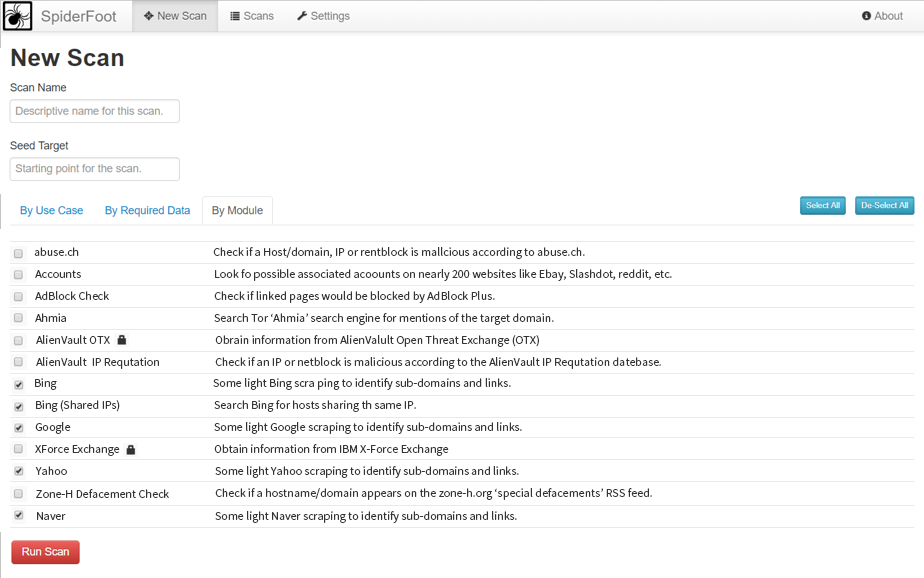 SpiderFoot New Scan Scans Settings About
New Scan
Scan Name
Descriptive name for this scan.
Seed Target
Starting point for the scan.
By Use Case By Required Data By Module Select All De-Select All
abuse.ch Check if a Host/domain, IP or rentblock is mallcious according to abuse.ch.
Accounts Look fo possible associated acoounts on nearly 200 websites like Ebay, Slashdot, reddit, etc.
AdBlock Check Check if linked pages would be blocked by AdBlock Plus.
Ahmia Search Tor ‘Ahmia’ search engine for mentions of the target domain.
AlienVault OTX Obrain information from AlienValult Open Threat Exchange (OTX)
AlienVault IP Requtation Check if an IP or netblock is malicious according to the AlienVault IP Requtation datebase.
Bing Some light Bing scra ping to identify sub-domains and links.
Bing (Shared IPs) Search Bing for hosts sharing th same IP.
Google Some light Google scraping to identify sub-domains and links.
XForce Exchange Obtain information from IBM X-Force Exchange
Yahoo Some light Yahoo scraping to identify sub-domains and links.
Zone-H Defacement Check Check if a hostname/domain appears on the zone-h.org ‘special defacements’ RSS feed.
Naver Some light Naver scraping to identify sub-domains and links.
Run Scan